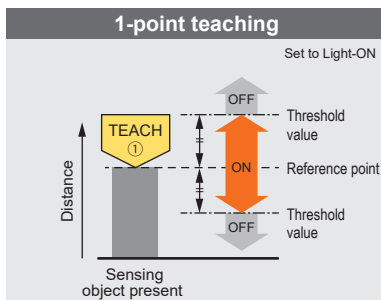 1-point teaching
Set to Light-ON
OFF
TEACH
①
Threshold
value
Distance
ON
Reference point
Threshold
value
OFF
Sensing
object present